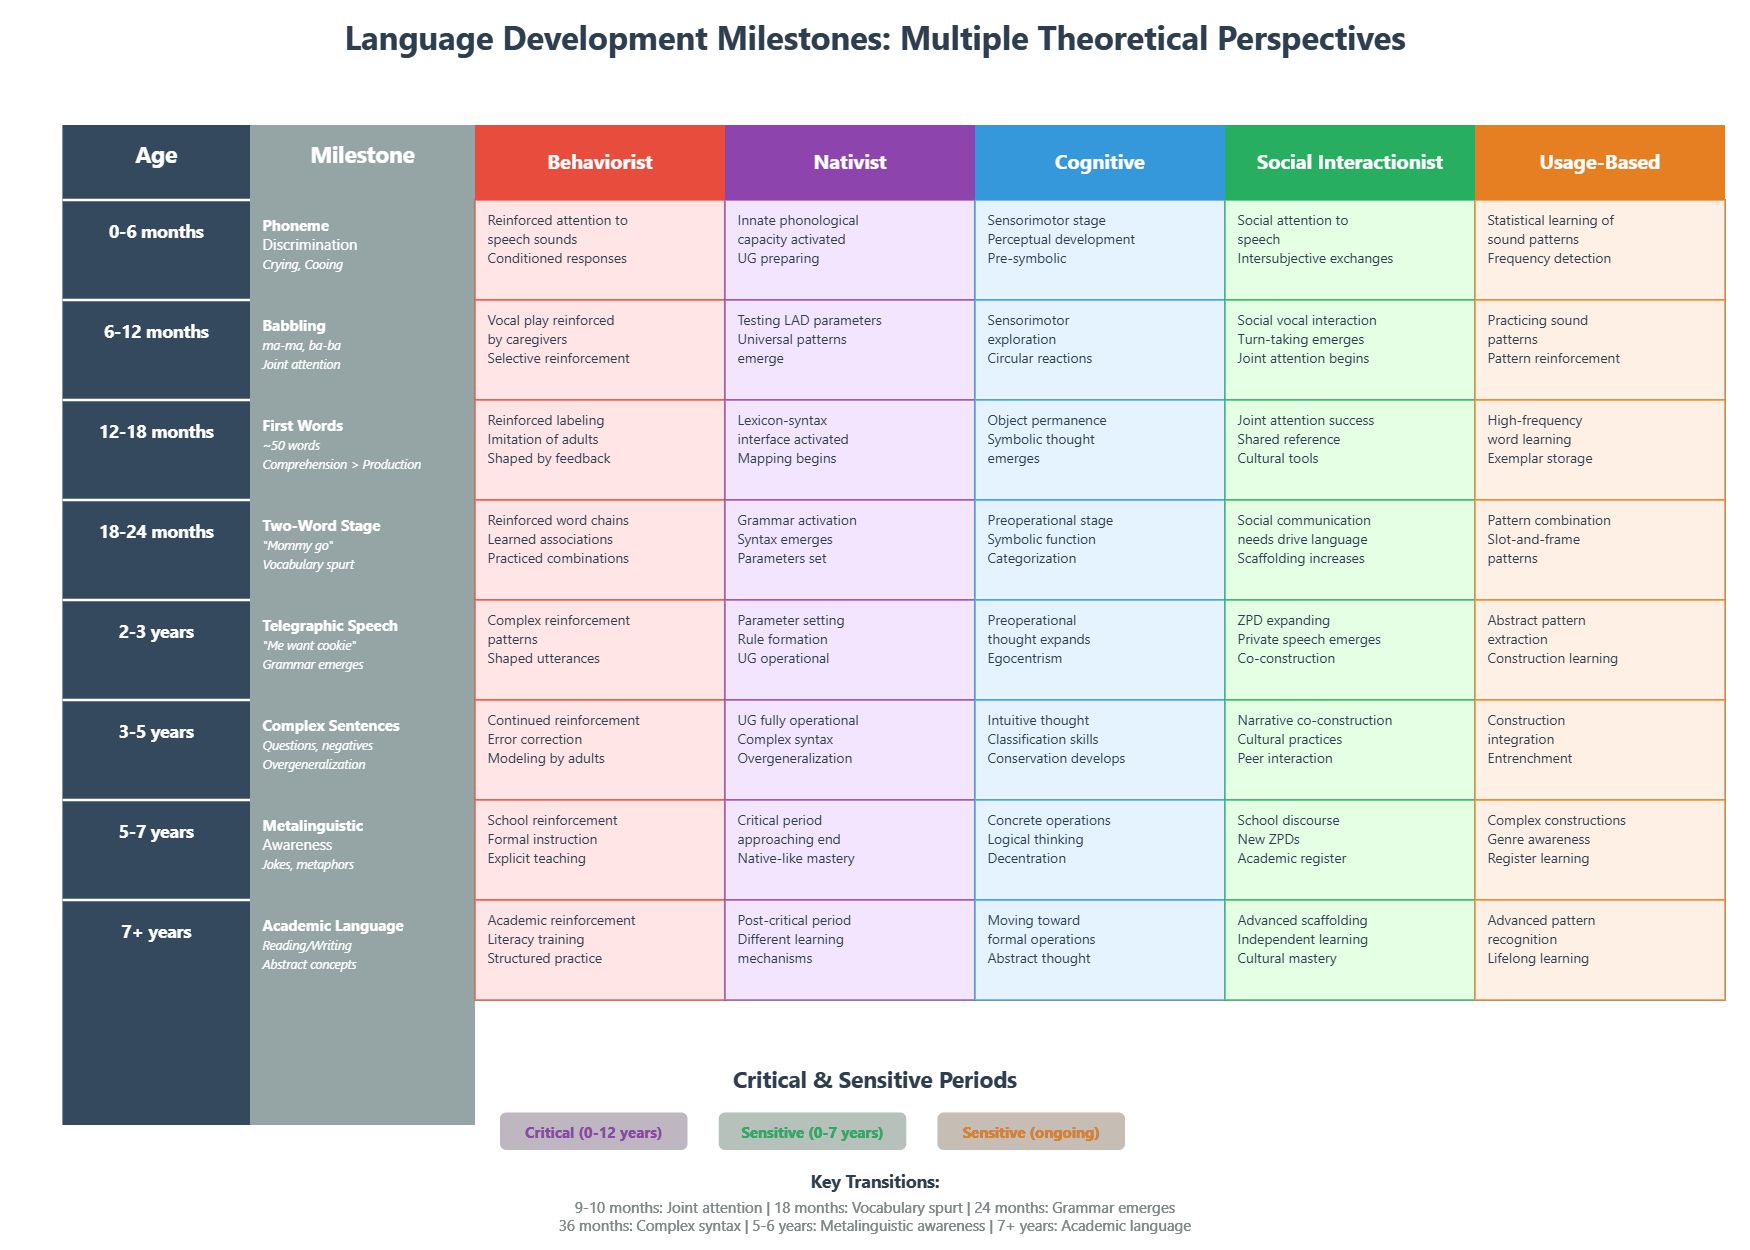 Language Development Milestones: Multiple Theoretical Perspectives
Age
Milestone
Behaviorist
Nativist
Cognitive
Social Interactionist
Usage-Based
0-6 months
Phoneme
Discrimination
Crying, Cooing
Reinforced attention to
speech sounds
Conditioned responses
Innate phonological
capacity activated
UG preparing
Sensorimotor stage
Perceptual development
Pre-symbolic
Social attention to
speech
Intersubjective exchanges
Statistical learning of
sound patterns
Frequency detection
6-12 months
Babbling
ma-ma, ba-ba
Joint attention
Vocal play reinforced
by caregivers
Selective reinforcement
Testing LAD parameters
Universal patterns
emerge
Sensorimotor
exploration
Circular reactions
Social vocal interaction
Turn-taking emerges
Joint attention begins
Practicing sound
patterns
Pattern reinforcement
12-18 months
First Words
~50 words
Comprehension > Production
Reinforced labeling
Imitation of adults
Shaped by feedback
Lexicon-syntax
interface activated
Mapping begins
Object permanence
Symbolic thought
emerges
Joint attention success
Shared reference
Cultural tools
High-frequency
word learning
Exemplar storage
18-24 months
Two-Word Stage
"Mommy go"
Vocabulary spurt
Reinforced word chains
Learned associations
Practiced combinations
Grammar activation
Syntax emerges
Parameters set
Preoperational stage
Symbolic function
Categorization
Social communication
needs drive language
Scaffolding increases
Pattern combination
Slot-and-frame
patterns
2-3 years
Telegraphic Speech
"Me want cookie"
Grammar emerges
Complex reinforcement
patterns
Shaped utterances
Parameter setting
Rule formation
UG operational
Preoperational
thought expands
Egocentrism
ZPD expanding
Private speech emerges
Co-construction
Abstract pattern
extraction
Construction learning
3-5 years
Complex Sentences
Questions, negatives
Overgeneralization
Continued reinforcement
Error correction
Modeling by adults
UG fully operational
Complex syntax
Overgeneralization
Intuitive thought
Classification skills
Conservation develops
Narrative co-construction
Cultural practices
Peer interaction
Construction
integration
Entrenchment
5-7 years
Metalinguistic
Awareness
Jokes, metaphors
School reinforcement
Formal instruction
Explicit teaching
Critical period
approaching end
Native-like mastery
Concrete operations
Logical thinking
Decentration
School discourse
New ZPDs
Academic register
Complex constructions
Genre awareness
Register learning
7+ years
Academic Language
Reading/Writing
Abstract concepts
Academic reinforcement
Literacy training
Structured practice
Post-critical period
Different learning
mechanisms
Moving toward
formal operations
Abstract thought
Advanced scaffolding
Independent learning
Cultural mastery
Advanced pattern
recognition
Lifelong learning
Critical & Sensitive Periods
Critical (0-12 years)
Sensitive (0-7 years)
Sensitive (ongoing)
Key Transitions:
9-10 months: Joint attention | 18 months: Vocabulary spurt | 24 months: Grammar emerges
36 months: Complex syntax | 5-6 years: Metalinguistic awareness | 7+ years: Academic language